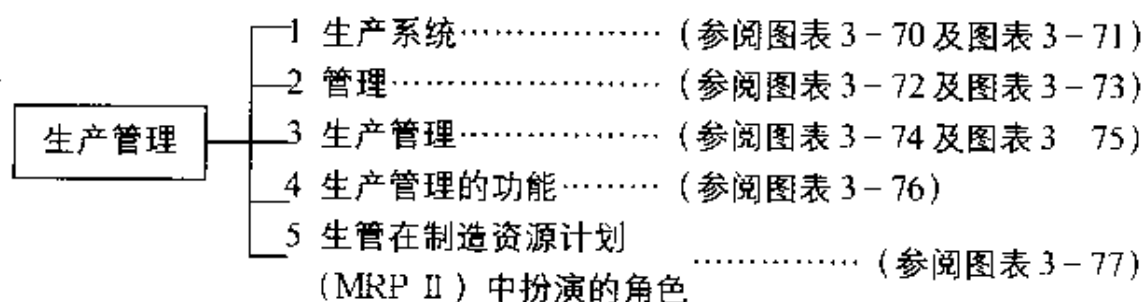 1 生产系统……………… (参阅图表 3-70 及图表 3-71)
2 管理…………………… (参阅图表 3-72 及图表 3-73)
生产管理
3 生产管理……………… (参阅图表 3-74 及图表 3 75)
4 生产管理的功能……… (参阅图表 3-76)
5 生管在制造资源计划
(MRP II) 中扮演的角色 …………… (参阅图表 3-77)